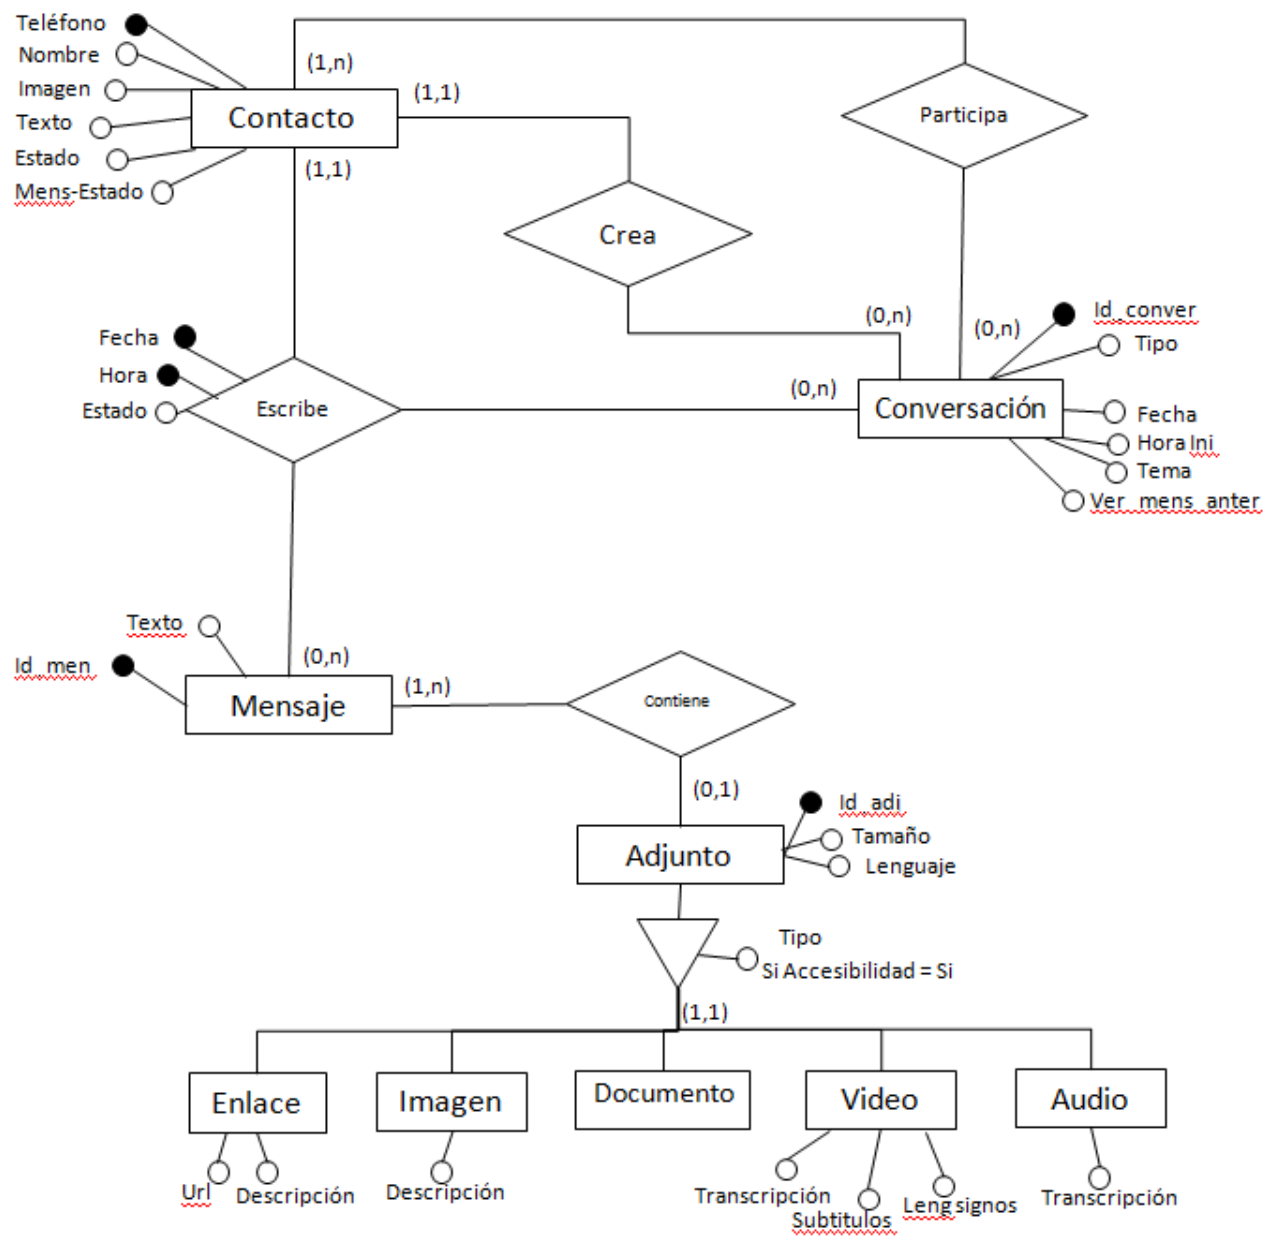 Teléfono
Nombre
Imagen
Texto
Estado
Mens-Estado
(1,n)
(1,1)
Contacto
(1,1)
Participa
Crea
(0,n)
(0,n)
Id_conver
Tipo
Fecha
Hora
Estado
Escribe
(0,n)
Conversación
Fecha
Hora Ini
Tema
Ver_mens_anter
Texto
Id_men
(0,n)
Mensaje
(1,n)
Contiene
(0,1)
Id_adi
Tamaño
Lenguaje
Adjunto
Tipo
Si Accesibilidad = Si
(1,1)
Enlace
Imagen
Documento
Video
Audio
Url
Descripción
Descripción
Transcripción
Subtitulos
Leng signos
Transcripción